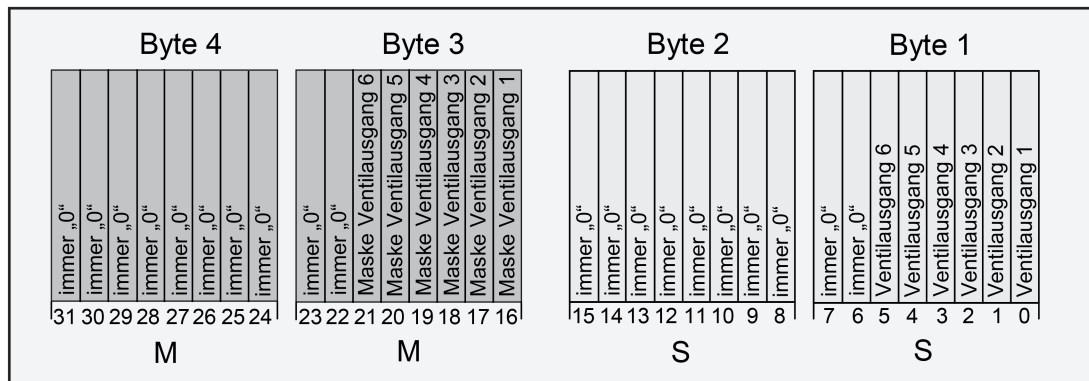 Byte 4
Byte 3
Byte 2
Byte 1
immer „0“
immer „0“
immer „0“
immer „0“
immer „0“
immer „0“
immer „0“
immer „0“
immer „0“
immer „0“
Maske Ventilausgang 6
Maske Ventilausgang 5
Maske Ventilausgang 4
Maske Ventilausgang 3
Maske Ventilausgang 2
Maske Ventilausgang 1
immer „0“
immer „0“
immer „0“
immer „0“
immer „0“
immer „0“
immer „0“
immer „0“
immer „0“
immer „0“
Ventilausgang 6
Ventilausgang 5
Ventilausgang 4
Ventilausgang 3
Ventilausgang 2
Ventilausgang 1
31 30 29 28 27 26 25 24
23 22 21 20 19 18 17 16
15 14 13 12 11 10 9 8
7 6 5 4 3 2 1 0
M
M
S
S